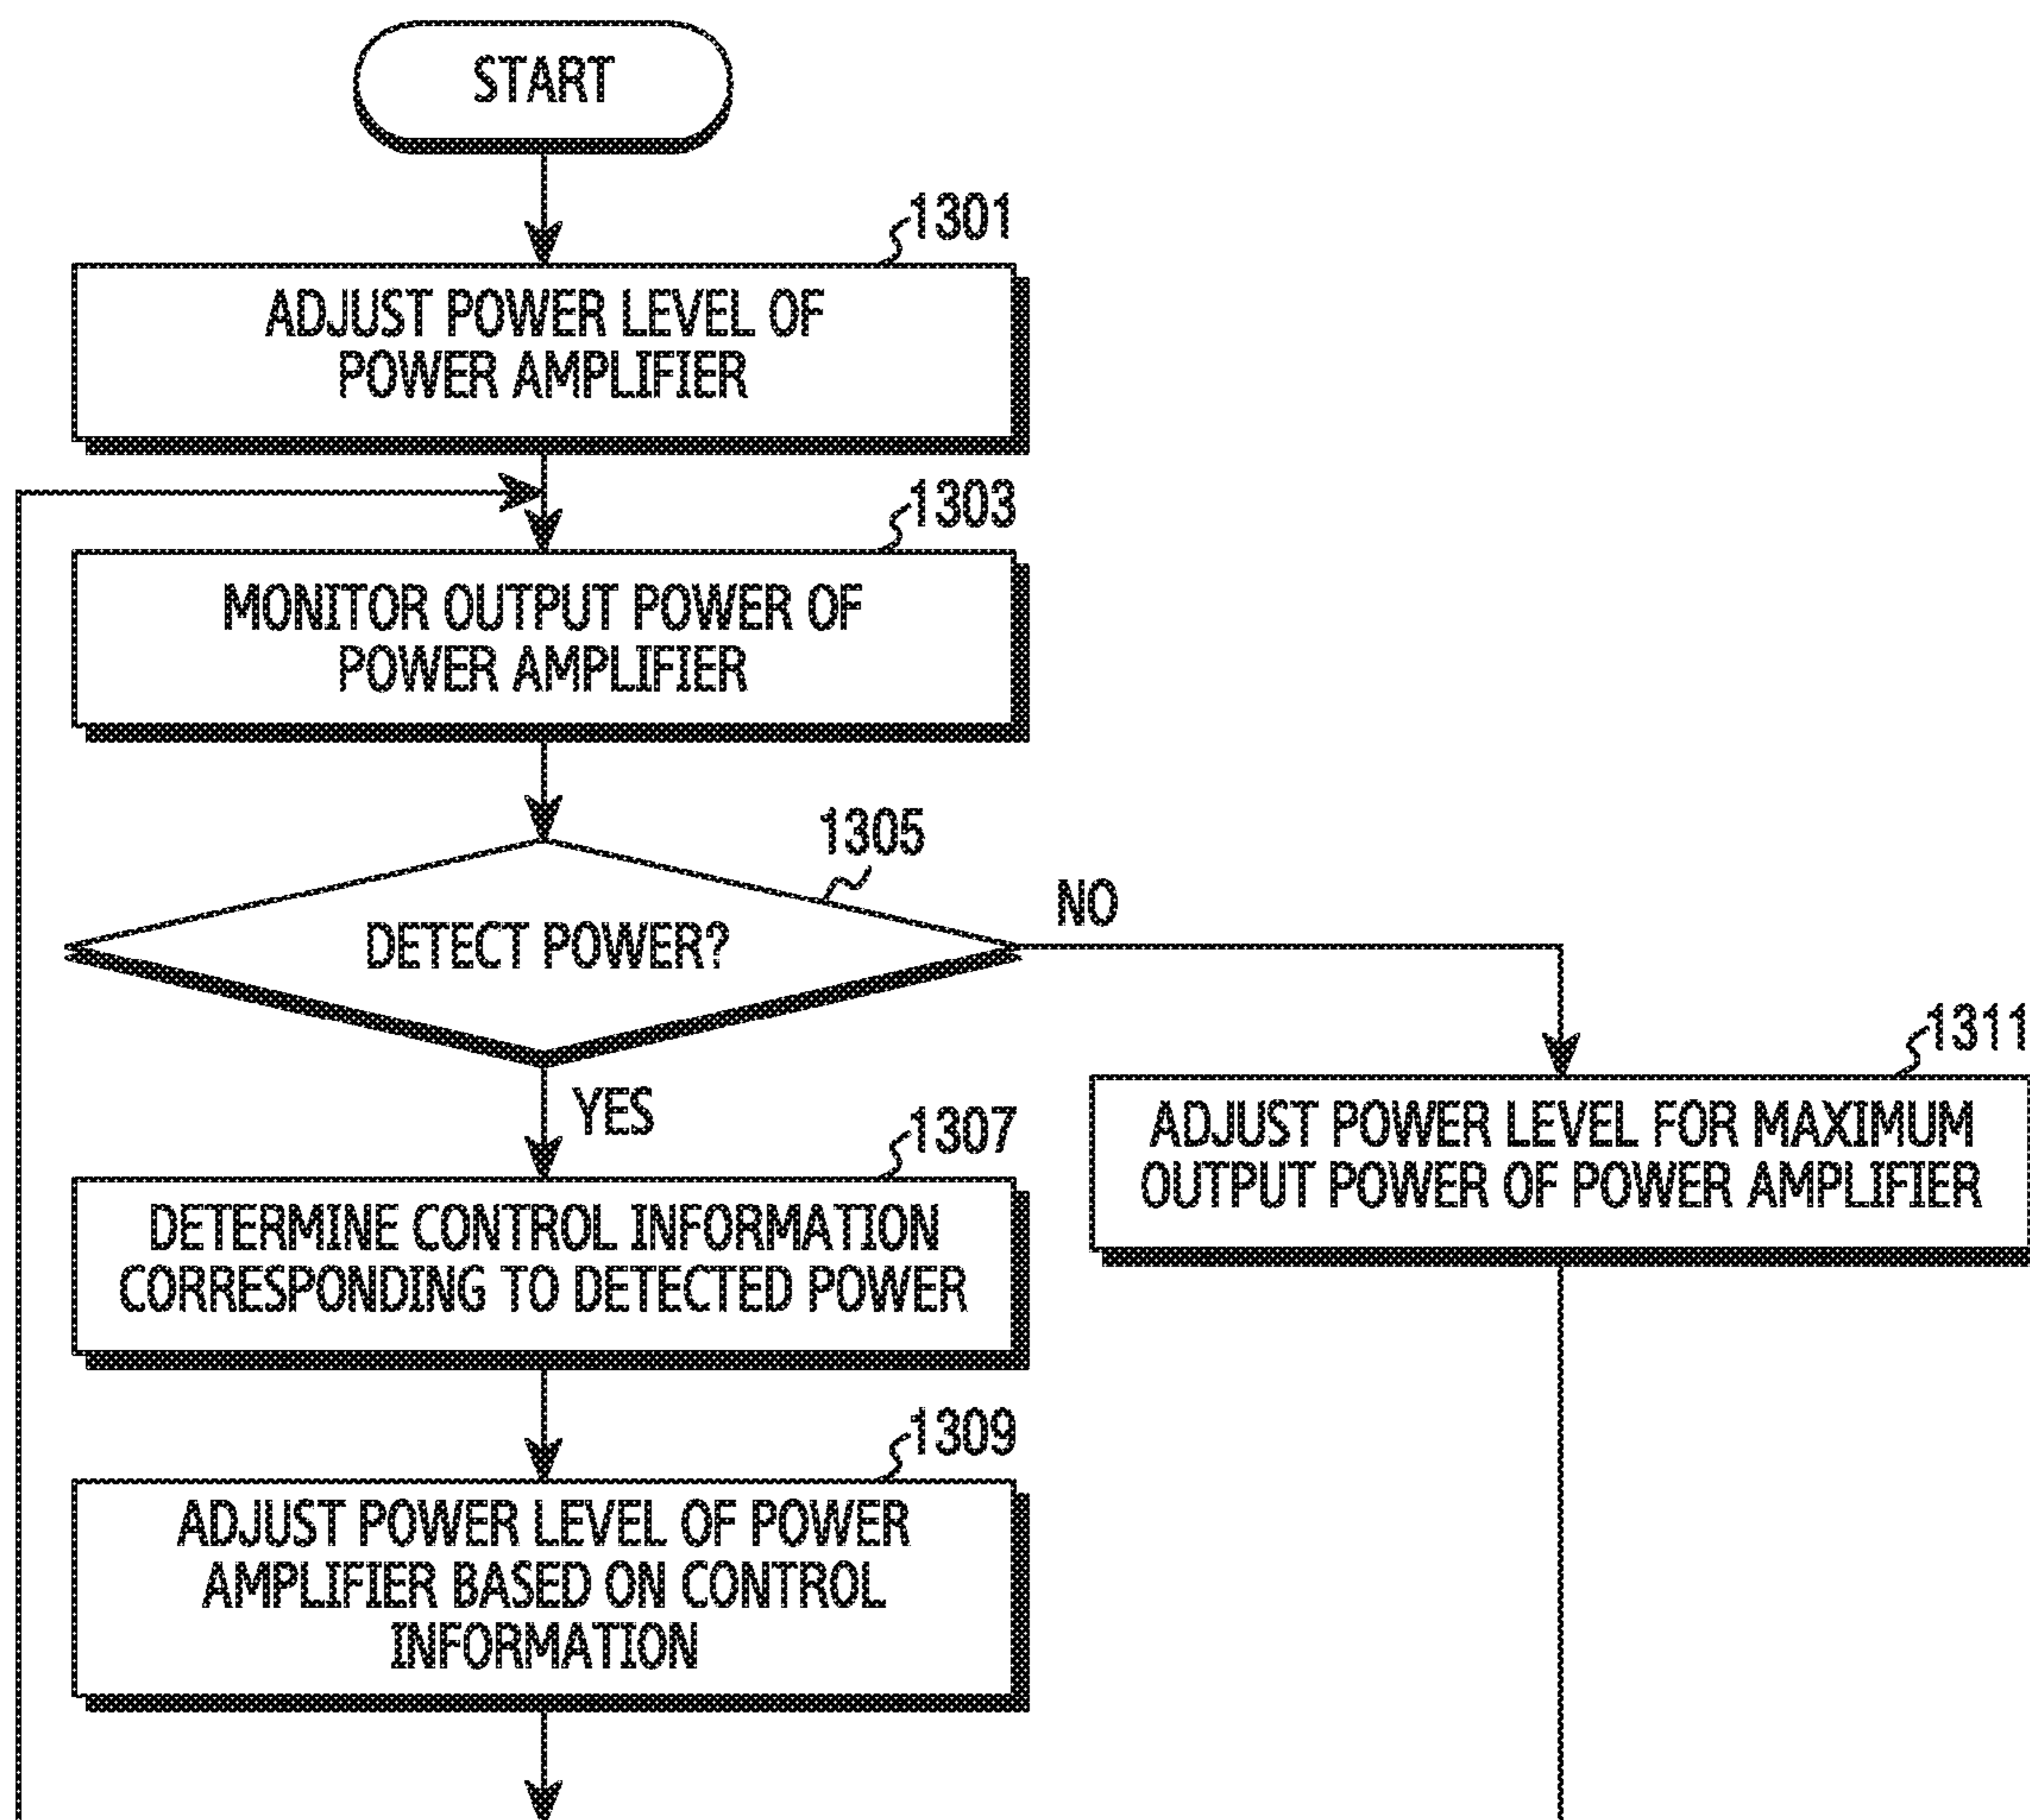 START
1301
ADJUST POWER LEVEL OF
POWER AMPLIFIER
1303
MONITOR OUTPUT POWER OF
POWER AMPLIFIER
1305
DETECT POWER?
NO
YES
1311
ADJUST POWER LEVEL FOR MAXIMUM
OUTPUT POWER OF POWER AMPLIFIER
1307
DETERMINE CONTROL INFORMATION
CORRESPONDING TO DETECTED POWER
1309
ADJUST POWER LEVEL OF POWER
AMPLIFIER BASED ON CONTROL
INFORMATION